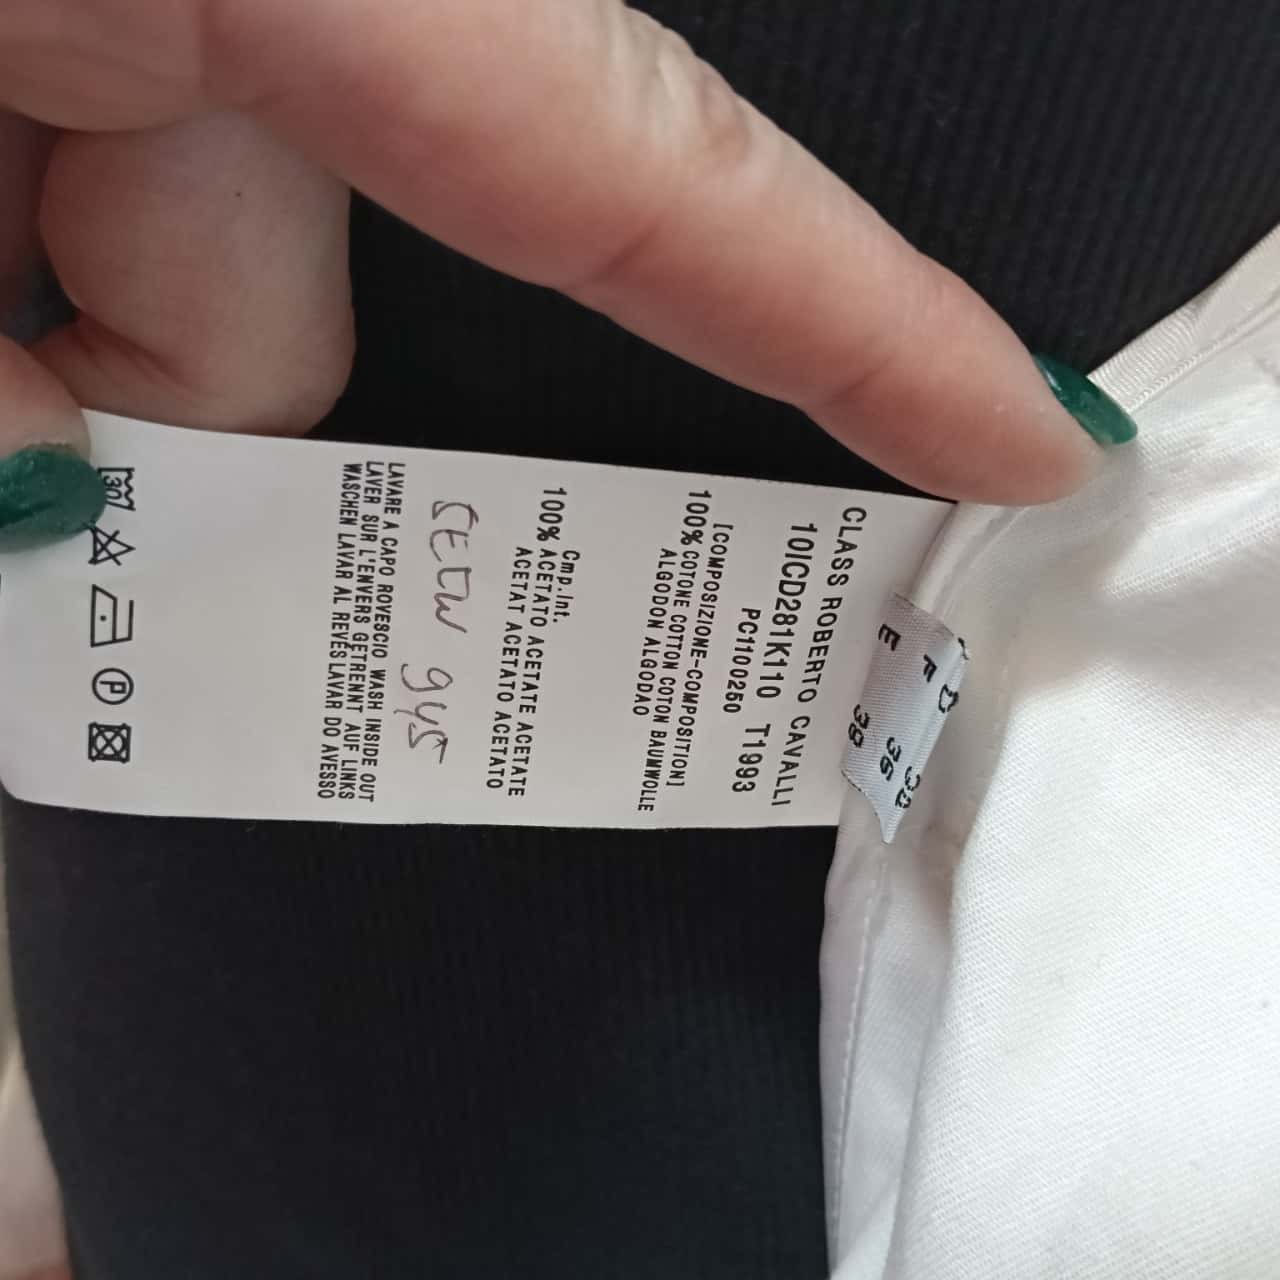 CLASS ROBERTO CAVALLI
10ICD281K110 T1993
PC1100250
[COMPOSIZIONE-COMPOSITION]
100% COTONE COTTON COTON BAUMWOLLE
ALGODON ALGODAO
Cmp.Int.
100% ACETATO ACETATE ACETATE
ACETAT ACETATO ACETATO
945
LAVARE A CAPO ROVESCIO WASH INSIDE OUT
LAVER SUR L'ENVERS GETRENNT AUF LINKS
WASCHEN LAVAR AL REVÉS LAVAR DO AVESSO
30 P
D 32
F 36
E